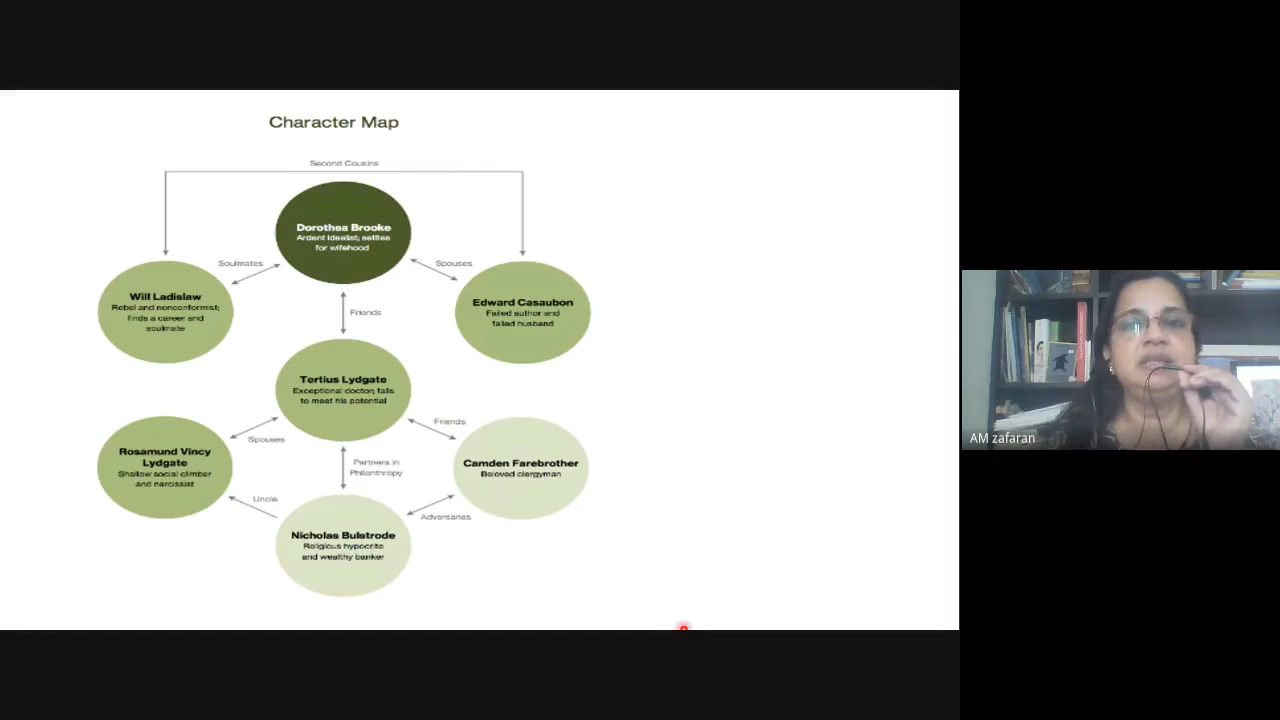 Character Map
Second Cousins
Dorothea Brooke
Ardent idealist; settles
for wifehood
Soulmates
Spouses
Will Ladislaw
Rebel and nonconformist;
finds a career and
soulmate
Edward Casaubon
Failed author and
failed husband
Friends
Tertius Lydgate
Exceptional doctor; fails
to meet his potential
Friends
Spouses
Rosamund Vincy
Lydgate
Shallow social climber
and narcissist
Partners in
Philanthropy
Camden Farebrother
Beloved clergyman
Uncle
Adversaries
Nicholas Bulstrode
Religious hypocrite
and wealthy banker
AM zafaran